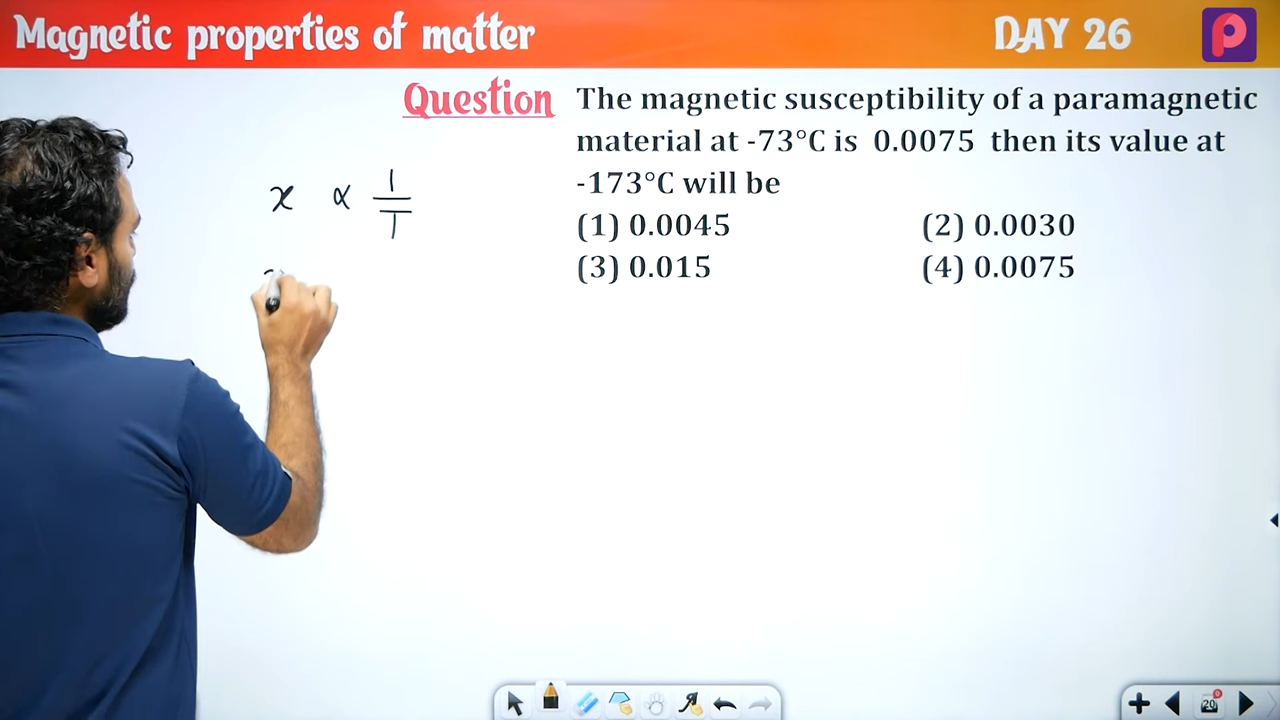 Magnetic properties of matter
DAY 26
Question
The magnetic susceptibility of a paramagnetic
material at -73°C is 0.0075 then its value at
-173°C will be
(1) 0.0045 (2) 0.0030
(3) 0.015 (4) 0.0075
x ∝ 1/T
20